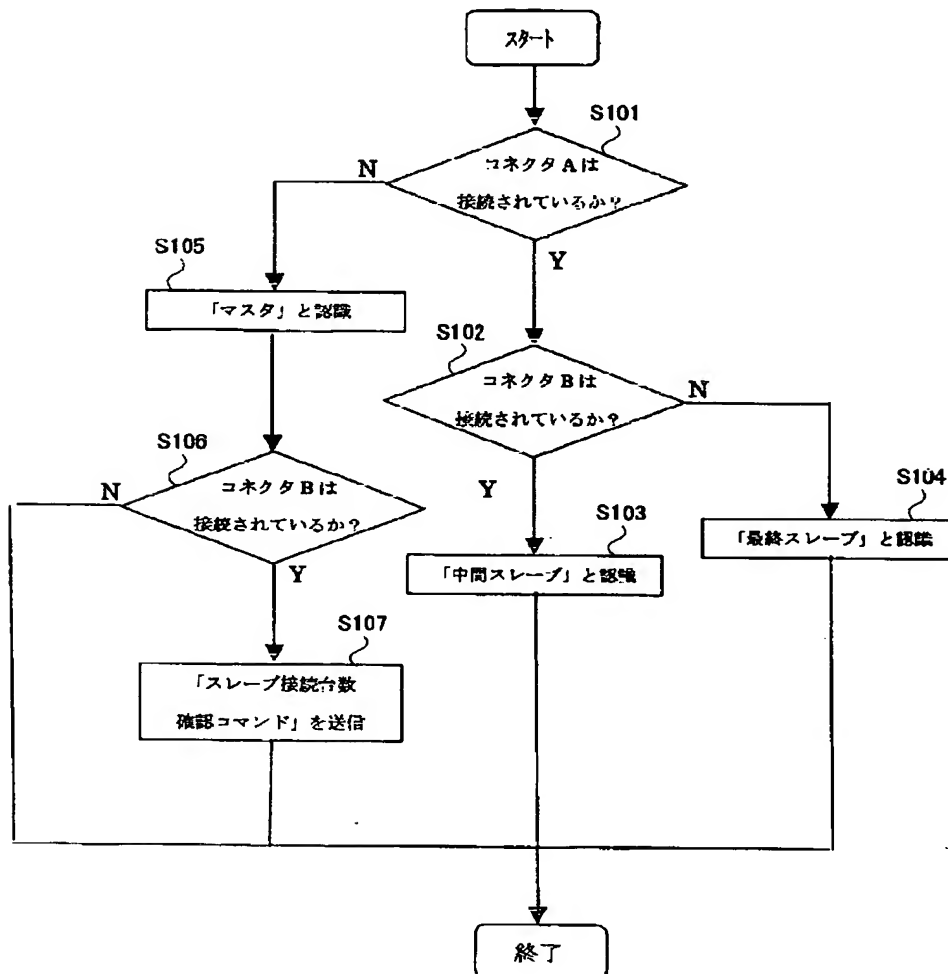 スタート
S101
コネクタAは
接続されているか?
N
Y
S105
「マスタ」と認識
S102
コネクタBは
接続されているか?
N
Y
S106
コネクタBは
接続されているか?
N
Y
S104
「最終スレーブ」と認識
S103
「中間スレーブ」と認識
S107
「スレーブ接続台数
確認コマンド」を送信
終了